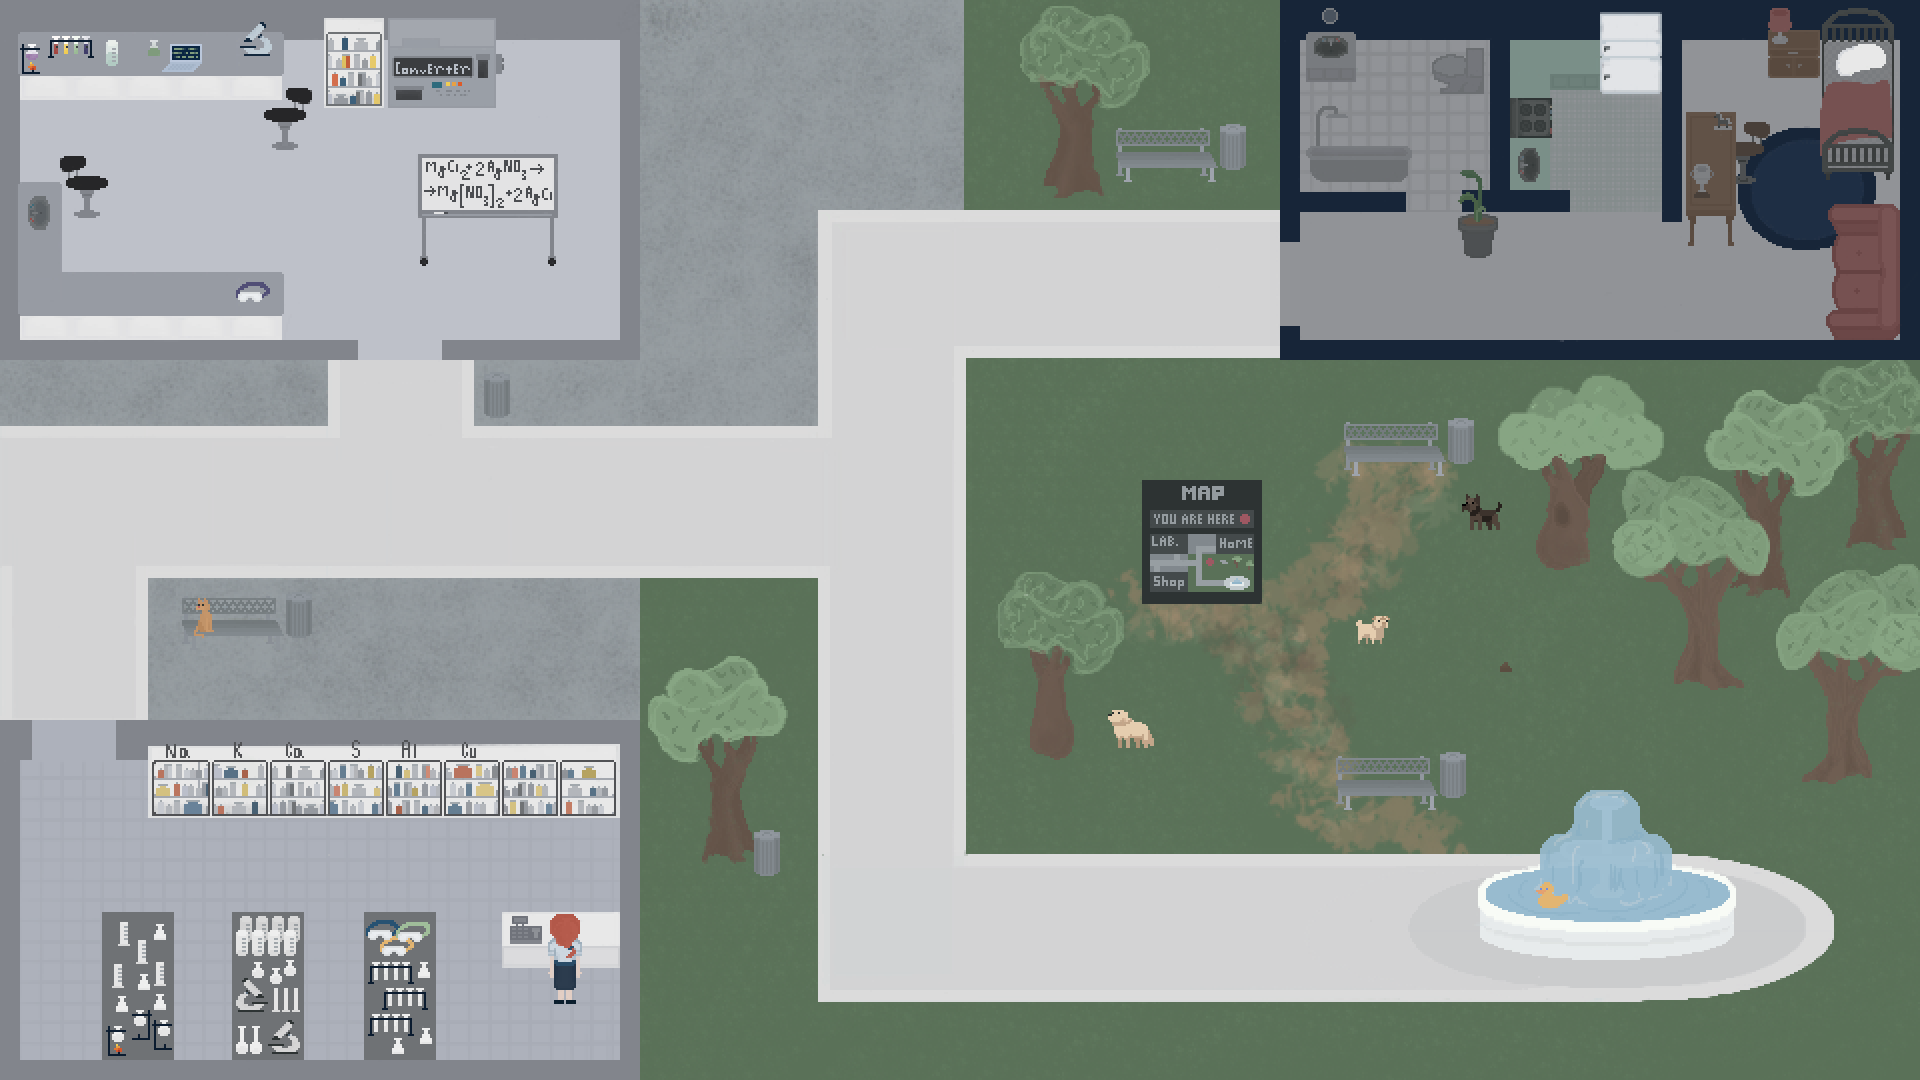 ConvErtEr
MgCl2+2AgNO3→
→Mg[NO3]2+2AgCl
MAP
YOU ARE HERE
LAB.
HOME
Shop
Na K Ca S Al Cu